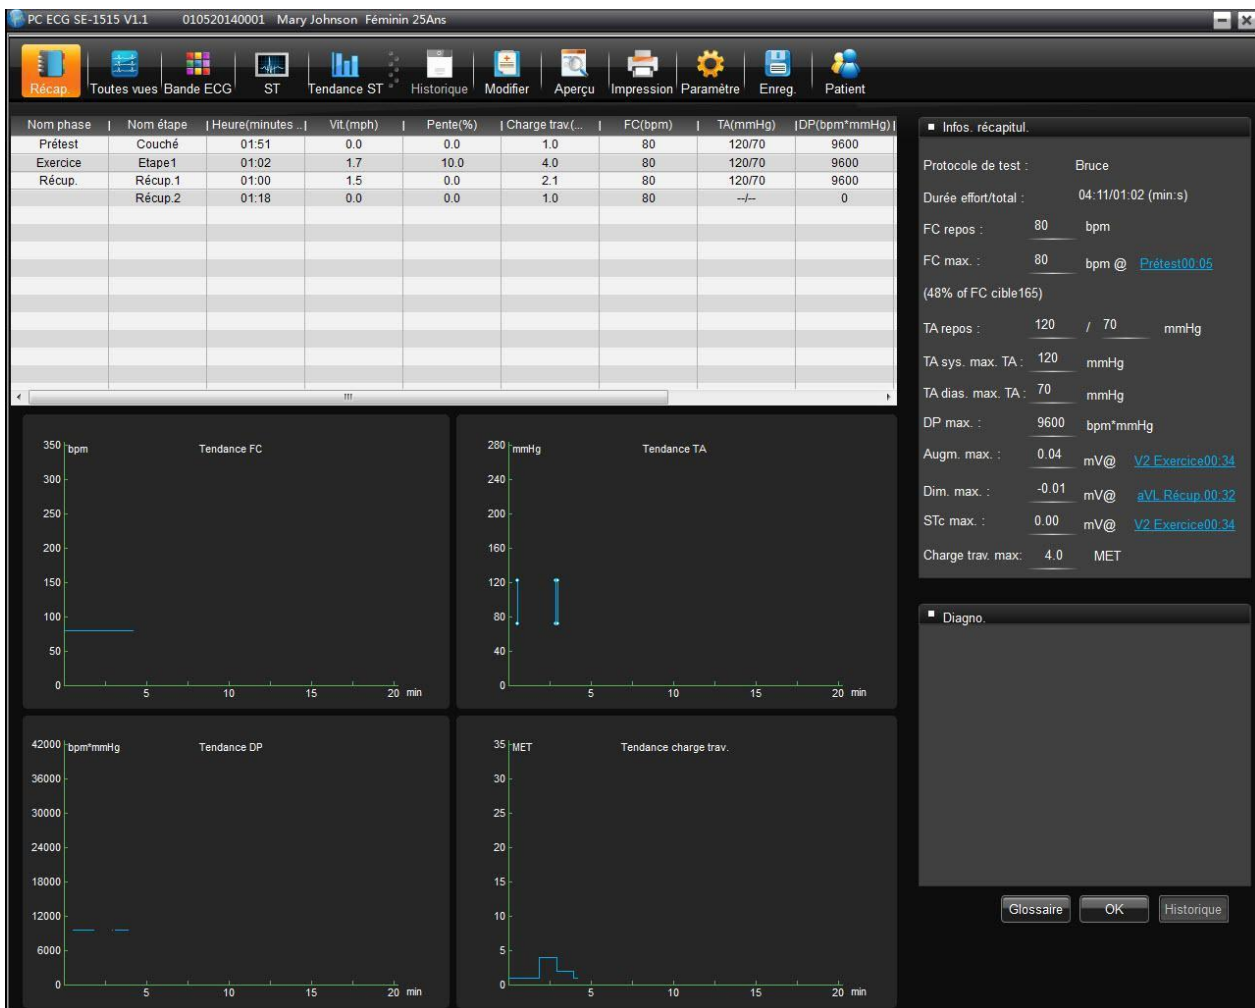 PC ECG SE-1515 V1.1 010520140001 Mary Johnson Féminin 25Ans
Récap. Toutes vues Bande ECG ST Tendance ST Historique Modifier Aperçu Impression Paramètre Enreg. Patient
Nom phase Nom étape Heure(minutes ..) Vit.(mph) Pente(%) Charge trav.(... FC(bpm) TA(mmHg) DP(bpm*mmHg)
Prétest Couché 01:51 0.0 0.0 1.0 80 120/70 9600
Exercice Etape1 01:02 1.7 10.0 4.0 80 120/70 9600
Récup. Récup.1 01:00 1.5 0.0 2.1 80 120/70 9600
Récup.2 01:18 0.0 0.0 1.0 80 --/-- 0
Infos. récapitul.
Protocole de test : Bruce
Durée effort/total : 04:11/01:02 (min:s)
FC repos : 80 bpm
FC max. : 80 bpm @ Prétest00:05
(48% of FC cible165)
TA repos : 120 / 70 mmHg
TA sys. max. TA : 120 mmHg
TA dias. max. TA : 70 mmHg
DP max. : 9600 bpm*mmHg
Augm. max. : 0.04 mV@ V2 Exercice00:34
Dim. max. : -0.01 mV@ aVL Récup.00:32
STc max. : 0.00 mV@ V2 Exercice00:34
Charge trav. max: 4.0 MET
350 bpm Tendance FC
300
250
200
150
100
50
0
5 10 15 20 min
280 mmHg Tendance TA
240
200
160
120
80
40
0
5 10 15 20 min
42000 bpm*mmHg Tendance DP
36000
30000
24000
18000
12000
6000
0
5 10 15 20 min
35 MET Tendance charge trav.
30
25
20
15
10
5
0
5 10 15 20 min
Diagno.
Glossaire OK Historique